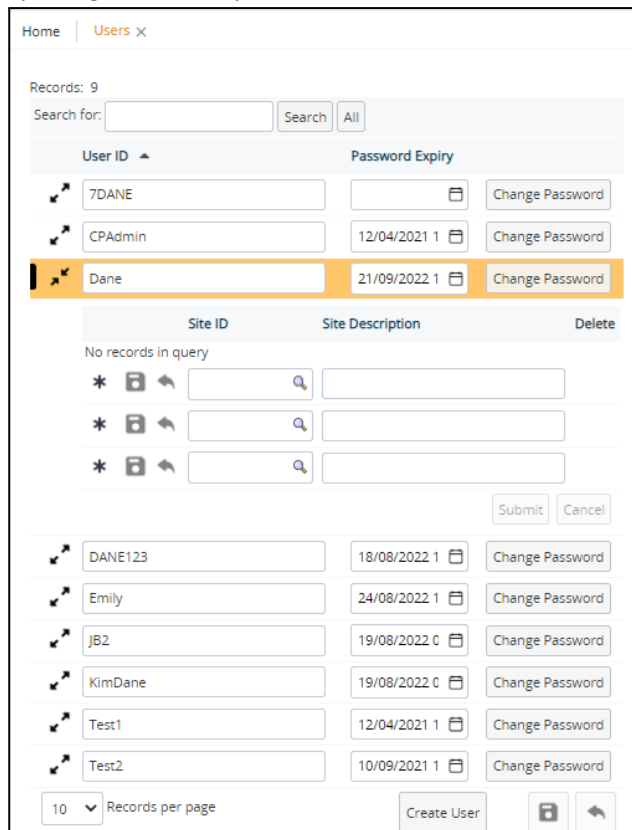 Home Users ×
Records: 9
Search for: Search All
User ID Password Expiry
7DANE Change Password
CPAdmin 12/04/2021 1 Change Password
Dane 21/09/2022 1 Change Password
Site ID Site Description Delete
No records in query
Submit Cancel
DANE123 18/08/2022 1 Change Password
Emily 24/08/2022 1 Change Password
JB2 19/08/2022 0 Change Password
KimDane 19/08/2022 0 Change Password
Test1 12/04/2021 1 Change Password
Test2 10/09/2021 1 Change Password
10 Records per page Create User